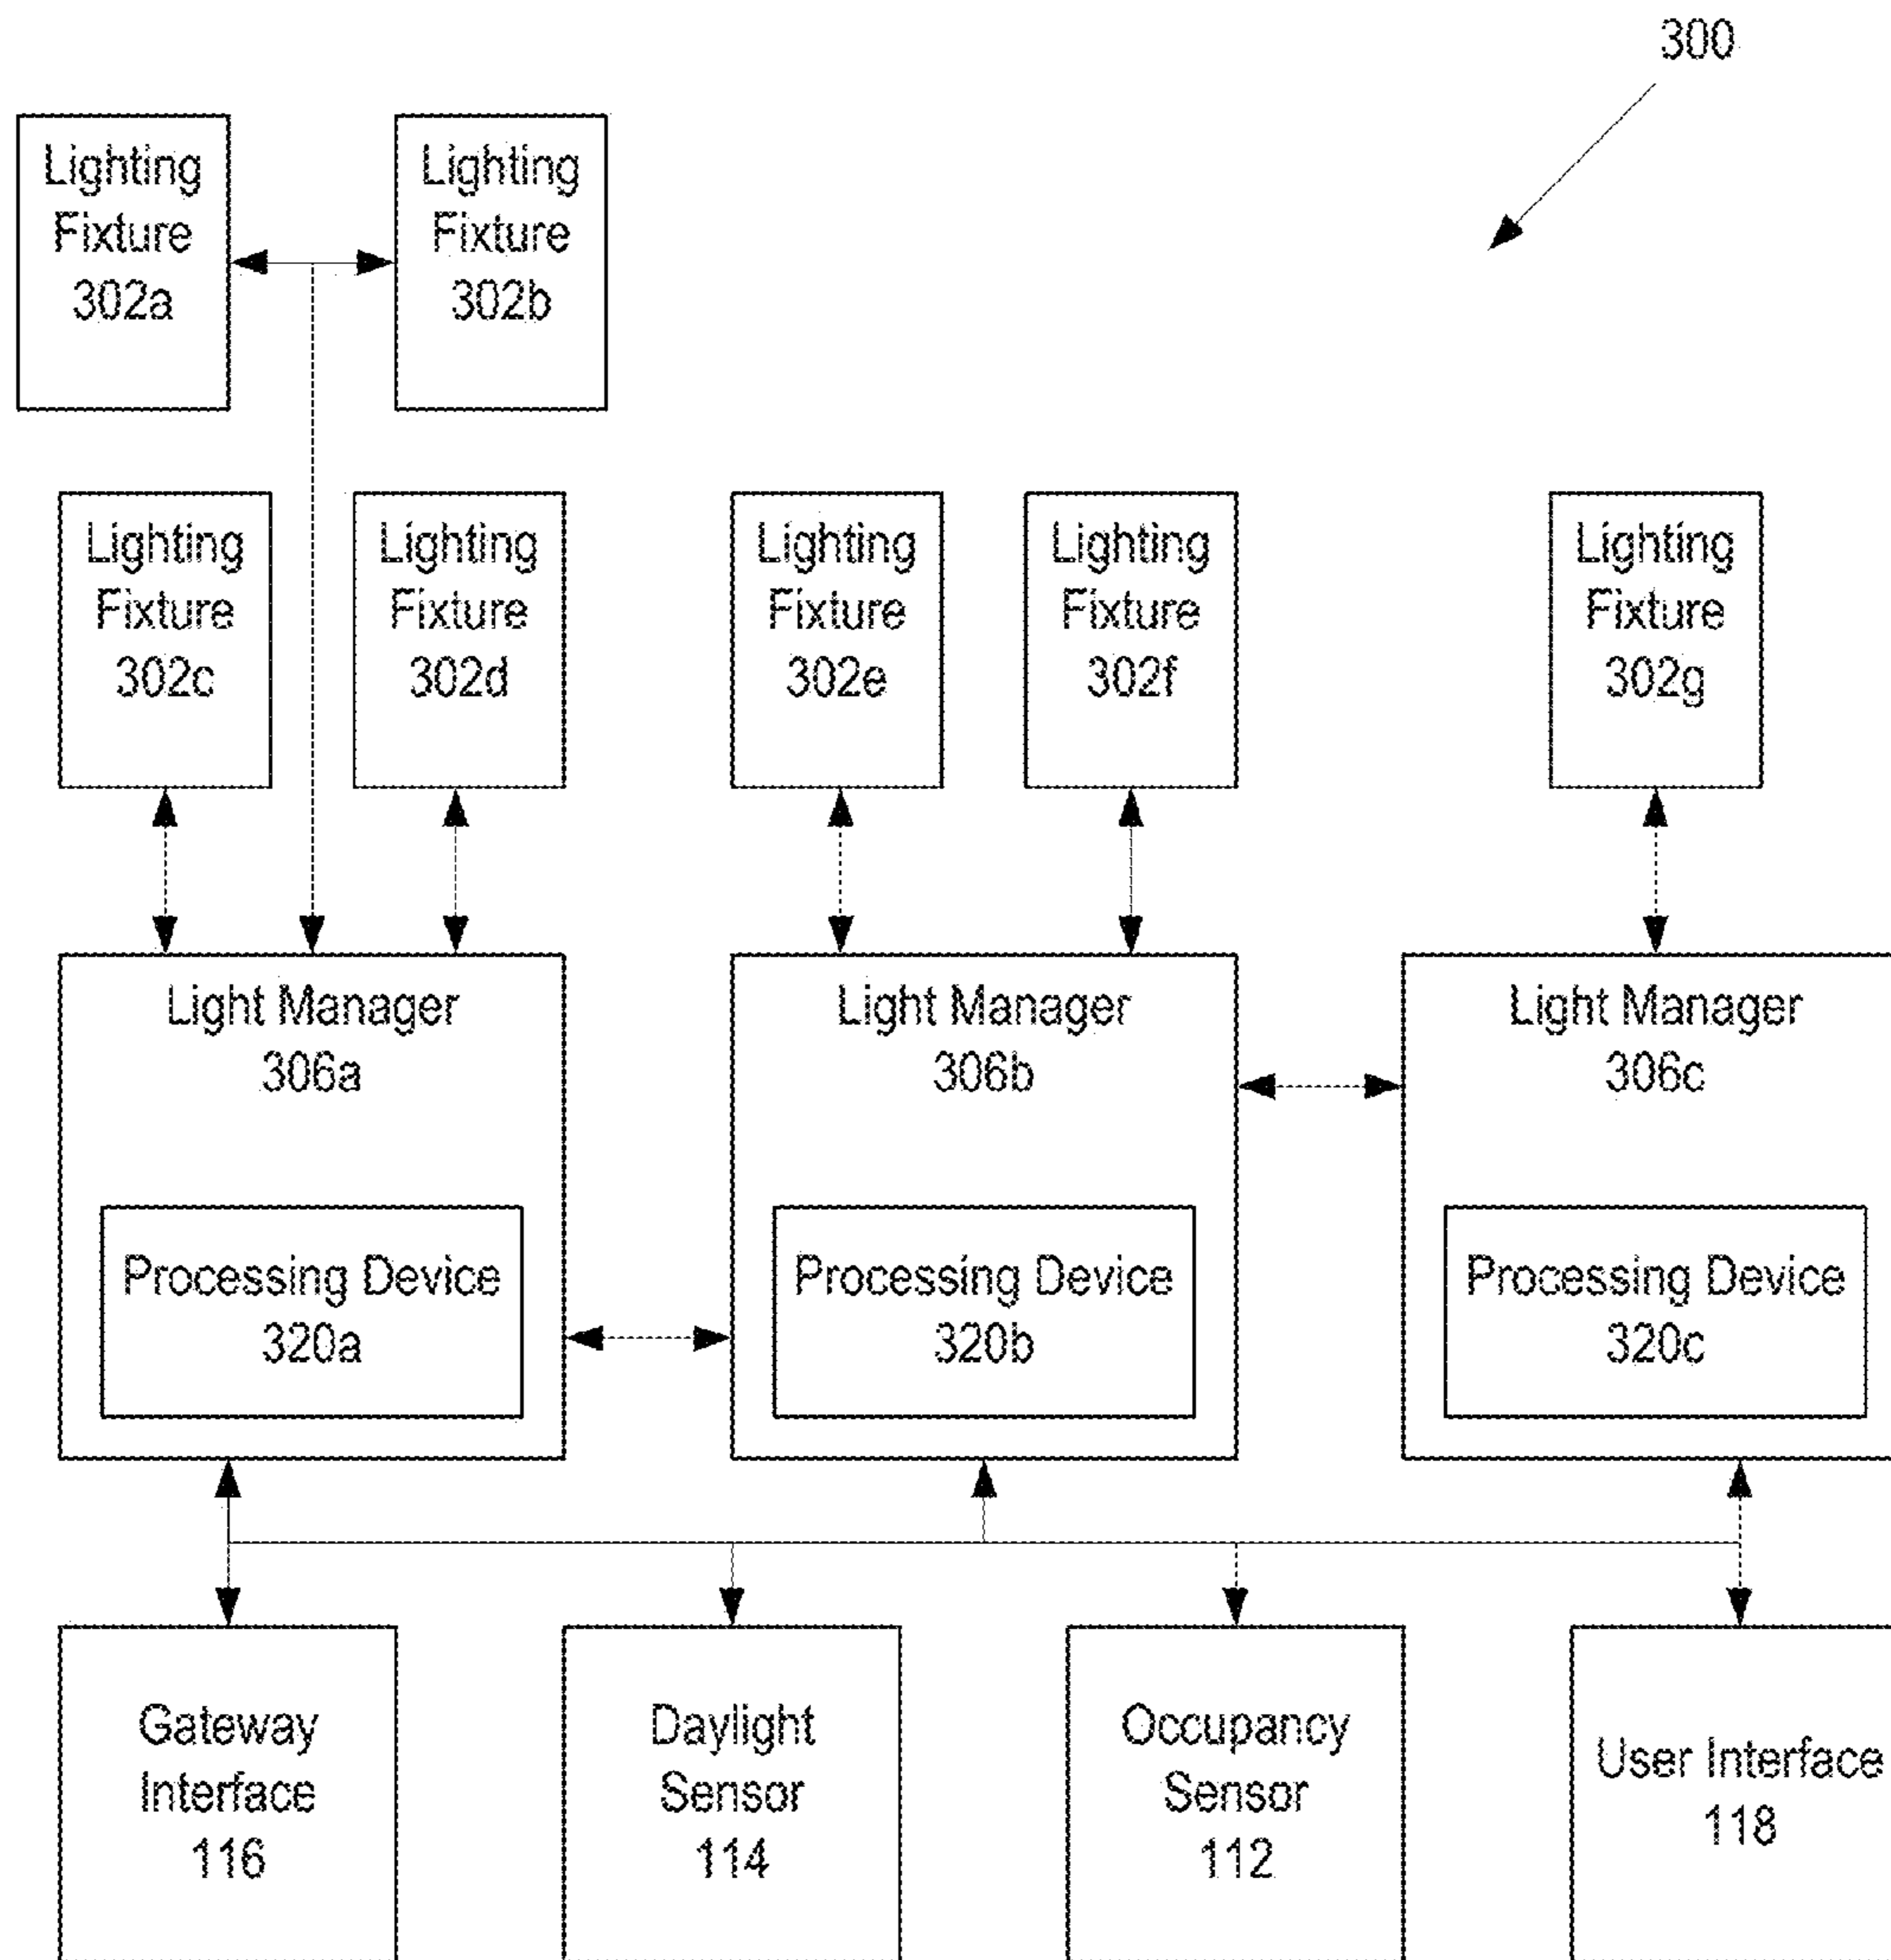 300
Lighting
Fixture
302a
Lighting
Fixture
302b
Lighting
Fixture
302c
Lighting
Fixture
302d
Lighting
Fixture
302e
Lighting
Fixture
302f
Lighting
Fixture
302g
Light Manager
306a
Processing Device
320a
Light Manager
306b
Processing Device
320b
Light Manager
306c
Processing Device
320c
Gateway
Interface
116
Daylight
Sensor
114
Occupancy
Sensor
112
User Interface
118